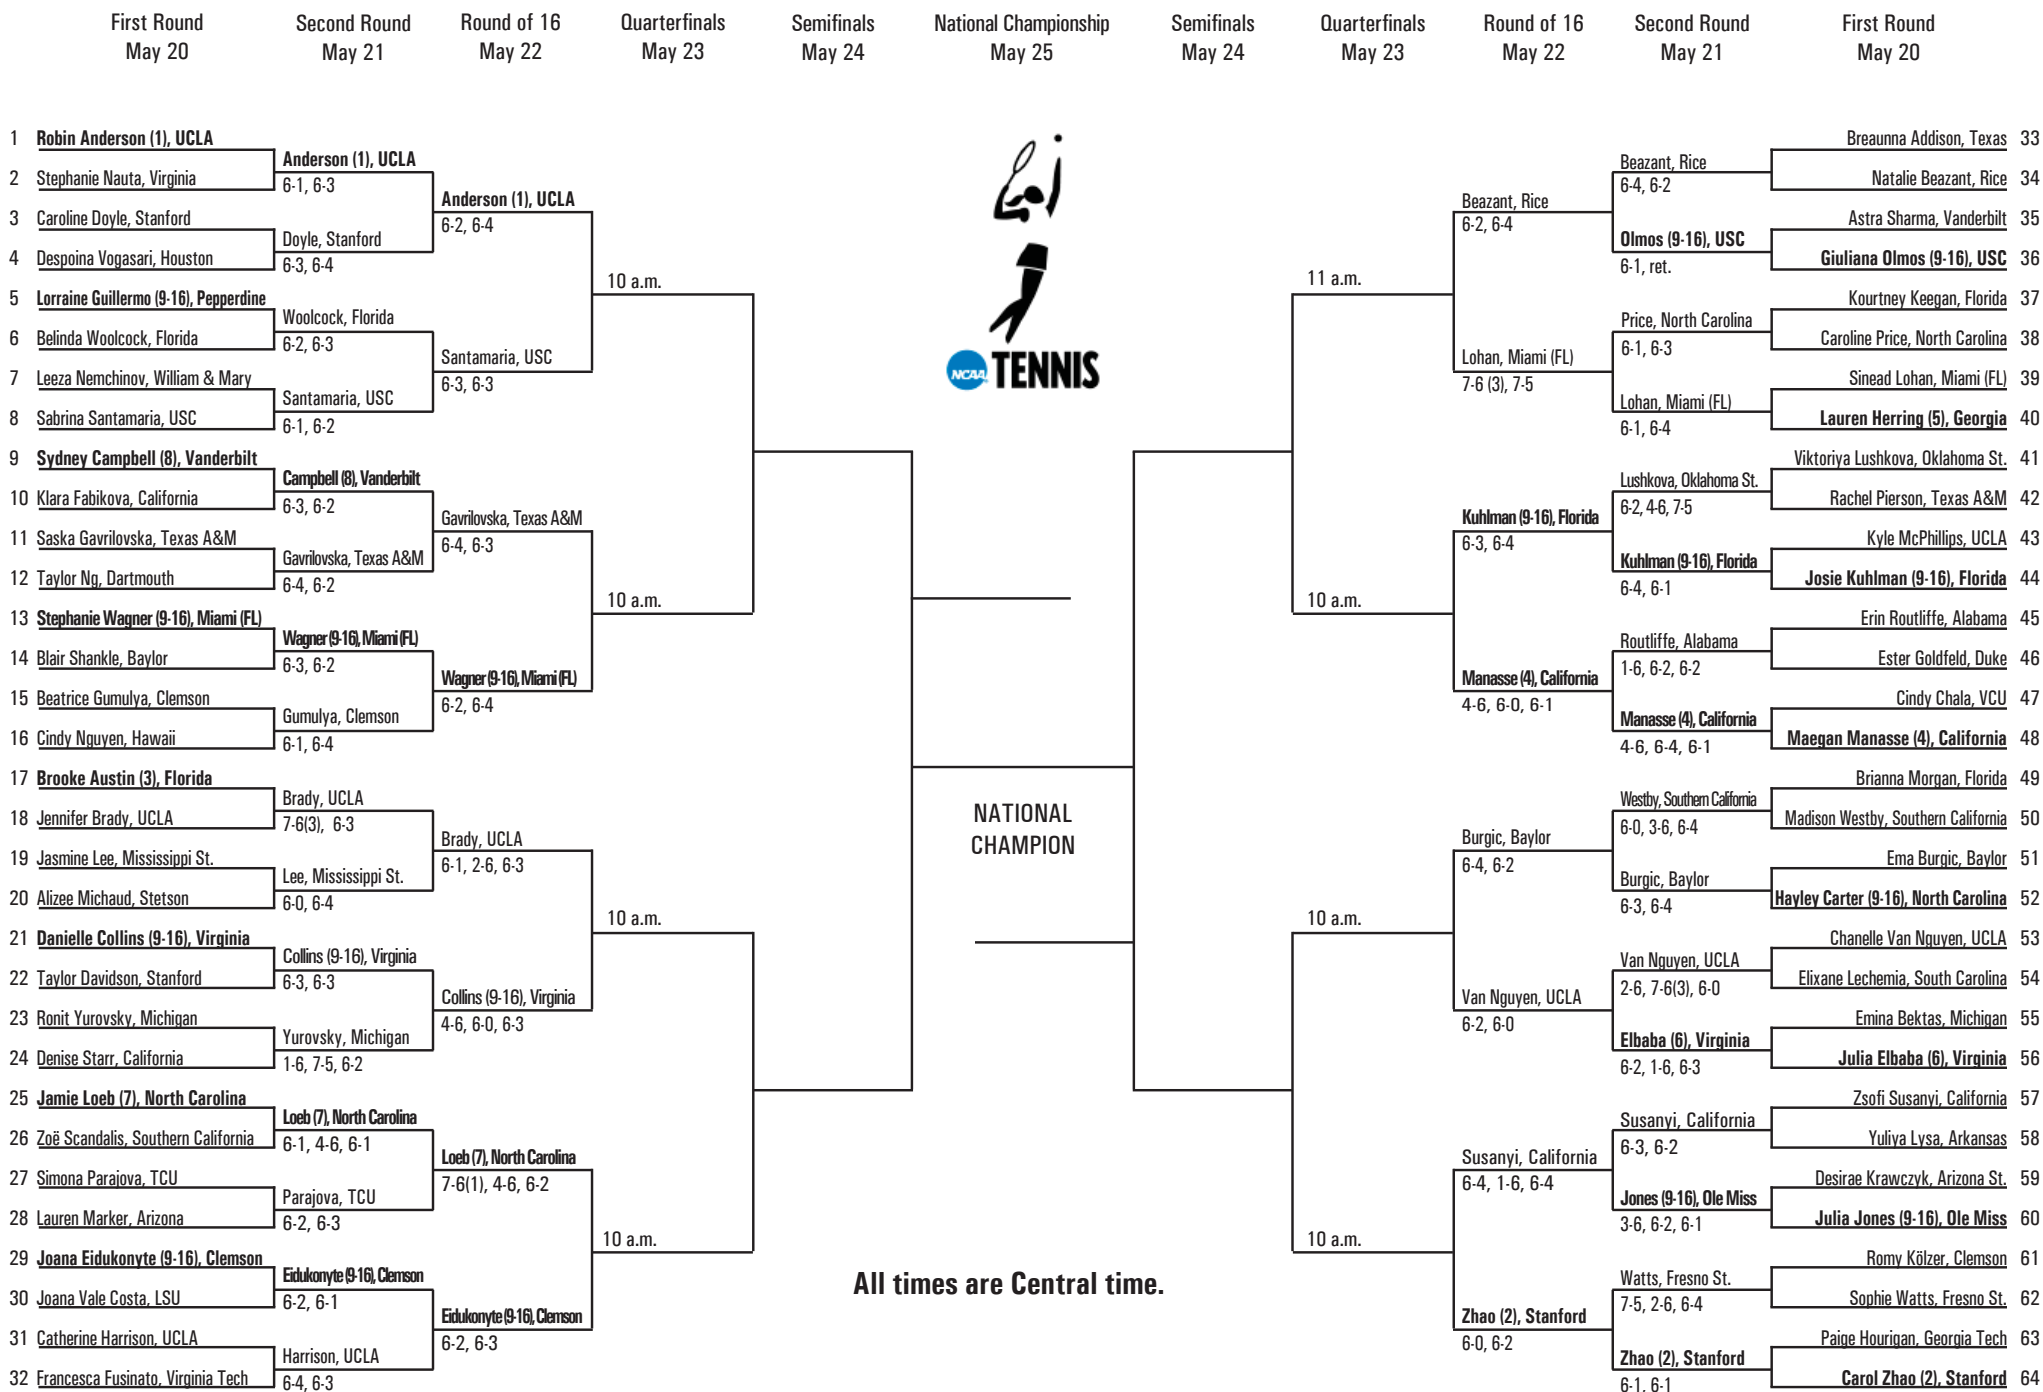 First Round
May 20
Second Round
May 21
Round of 16
May 22
Quarterfinals
May 23
Semifinals
May 24
National Championship
May 25
Semifinals
May 24
Quarterfinals
May 23
Round of 16
May 22
Second Round
May 21
First Round
May 20
1 Robin Anderson (1), UCLA
2 Stephanie Nauta, Virginia
3 Caroline Doyle, Stanford
4 Despoina Vogasari, Houston
5 Lorraine Guillermo (9-16), Pepperdine
6 Belinda Woolcock, Florida
7 Leeza Nemchinov, William & Mary
8 Sabrina Santamaria, USC
9 Sydney Campbell (8), Vanderbilt
10 Klara Fabikova, California
11 Saska Gavrilovska, Texas A&M
12 Taylor Ng, Dartmouth
13 Stephanie Wagner (9-16), Miami (FL)
14 Blair Shankle, Baylor
15 Beatrice Gumulya, Clemson
16 Cindy Nguyen, Hawaii
17 Brooke Austin (3), Florida
18 Jennifer Brady, UCLA
19 Jasmine Lee, Mississippi St.
20 Alizee Michaud, Stetson
21 Danielle Collins (9-16), Virginia
22 Taylor Davidson, Stanford
23 Ronit Yurovsky, Michigan
24 Denise Starr, California
25 Jamie Loeb (7), North Carolina
26 Zoë Scandalis, Southern California
27 Simona Parajova, TCU
28 Lauren Marker, Arizona
29 Joana Eidukonyte (9-16), Clemson
30 Joana Vale Costa, LSU
31 Catherine Harrison, UCLA
32 Francesca Fusinato, Virginia Tech
Anderson (1), UCLA
6-1, 6-3
Doyle, Stanford
6-3, 6-4
Woolcock, Florida
6-2, 6-3
Santamaria, USC
6-1, 6-2
Campbell (8), Vanderbilt
6-3, 6-2
Gavrilovska, Texas A&M
6-4, 6-2
Wagner (9-16), Miami (FL)
6-3, 6-2
Gumulya, Clemson
6-1, 6-4
Brady, UCLA
7-6(3), 6-3
Lee, Mississippi St.
6-0, 6-4
Collins (9-16), Virginia
6-3, 6-3
Yurovsky, Michigan
1-6, 7-5, 6-2
Loeb (7), North Carolina
6-1, 4-6, 6-1
Parajova, TCU
6-2, 6-3
Eidukonyte (9-16), Clemson
6-2, 6-1
Harrison, UCLA
6-4, 6-3
Anderson (1), UCLA
6-2, 6-4
Santamaria, USC
6-3, 6-3
Gavrilovska, Texas A&M
6-4, 6-3
Wagner (9-16), Miami (FL)
6-2, 6-4
Brady, UCLA
6-1, 2-6, 6-3
Collins (9-16), Virginia
4-6, 6-0, 6-3
Loeb (7), North Carolina
7-6(1), 4-6, 6-2
Eidukonyte (9-16), Clemson
6-2, 6-3
10 a.m.
10 a.m.
10 a.m.
10 a.m.
NCAA TENNIS
NATIONAL
CHAMPION
All times are Central time.
11 a.m.
10 a.m.
10 a.m.
10 a.m.
Beazant, Rice
6-2, 6-4
Lohan, Miami (FL)
7-6 (3), 7-5
Kuhlman (9-16), Florida
6-3, 6-4
Manasse (4), California
4-6, 6-0, 6-1
Burgic, Baylor
6-4, 6-2
Van Nguyen, UCLA
6-2, 6-0
Susanyi, California
6-4, 1-6, 6-4
Zhao (2), Stanford
6-0, 6-2
Beazant, Rice
6-4, 6-2
Olmos (9-16), USC
6-1, ret.
Price, North Carolina
6-1, 6-3
Lohan, Miami (FL)
6-1, 6-4
Lushkova, Oklahoma St.
6-2, 4-6, 7-5
Kuhlman (9-16), Florida
6-4, 6-1
Routliffe, Alabama
1-6, 6-2, 6-2
Manasse (4), California
4-6, 6-4, 6-1
Westby, Southern California
6-0, 3-6, 6-4
Burgic, Baylor
6-3, 6-4
Van Nguyen, UCLA
2-6, 7-6(3), 6-0
Elbaba (6), Virginia
6-2, 1-6, 6-3
Susanyi, California
6-3, 6-2
Jones (9-16), Ole Miss
3-6, 6-2, 6-1
Watts, Fresno St.
7-5, 2-6, 6-4
Zhao (2), Stanford
6-1, 6-1
Breaunna Addison, Texas 33
Natalie Beazant, Rice 34
Astra Sharma, Vanderbilt 35
Giuliana Olmos (9-16), USC 36
Kourtney Keegan, Florida 37
Caroline Price, North Carolina 38
Sinead Lohan, Miami (FL) 39
Lauren Herring (5), Georgia 40
Viktoriya Lushkova, Oklahoma St. 41
Rachel Pierson, Texas A&M 42
Kyle McPhillips, UCLA 43
Josie Kuhlman (9-16), Florida 44
Erin Routliffe, Alabama 45
Ester Goldfeld, Duke 46
Cindy Chala, VCU 47
Maegan Manasse (4), California 48
Brianna Morgan, Florida 49
Madison Westby, Southern California 50
Ema Burgic, Baylor 51
Hayley Carter (9-16), North Carolina 52
Chanelle Van Nguyen, UCLA 53
Elixane Lechemia, South Carolina 54
Emina Bektas, Michigan 55
Julia Elbaba (6), Virginia 56
Zsofi Susanyi, California 57
Yuliya Lysa, Arkansas 58
Desirae Krawczyk, Arizona St. 59
Julia Jones (9-16), Ole Miss 60
Romy Kölzer, Clemson 61
Sophie Watts, Fresno St. 62
Paige Hourigan, Georgia Tech 63
Carol Zhao (2), Stanford 64